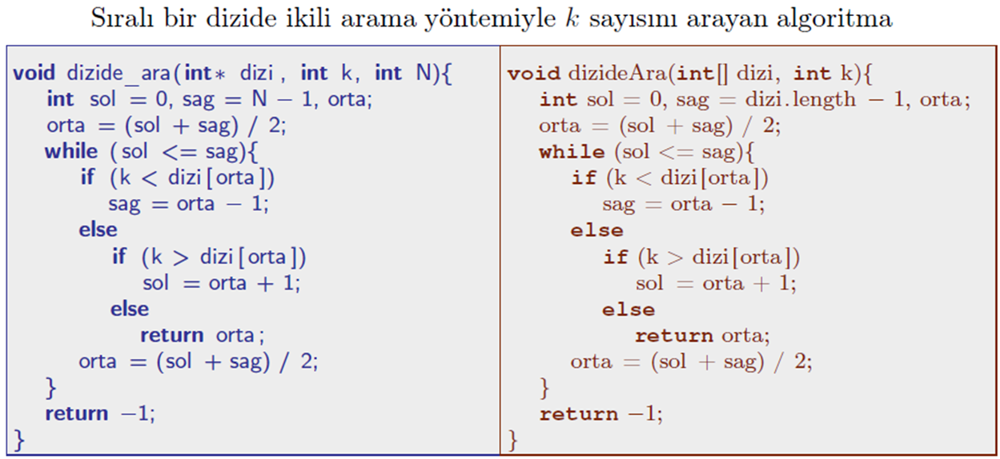 Sıralı bir dizide ikili arama yöntemiyle k sayısını arayan algoritma
void dizide_ara(int* dizi, int k, int N){
int sol = 0, sag = N − 1, orta;
orta = (sol + sag) / 2;
while (sol <= sag){
if (k < dizi[orta])
sag = orta − 1;
else
if (k > dizi[orta])
sol = orta + 1;
else
return orta;
orta = (sol + sag) / 2;
}
return −1;
}
void dizideAra(int[] dizi, int k){
int sol = 0, sag = dizi.length − 1, orta;
orta = (sol + sag) / 2;
while (sol <= sag){
if (k < dizi[orta])
sag = orta − 1;
else
if (k > dizi[orta])
sol = orta + 1;
else
return orta;
orta = (sol + sag) / 2;
}
return −1;
}